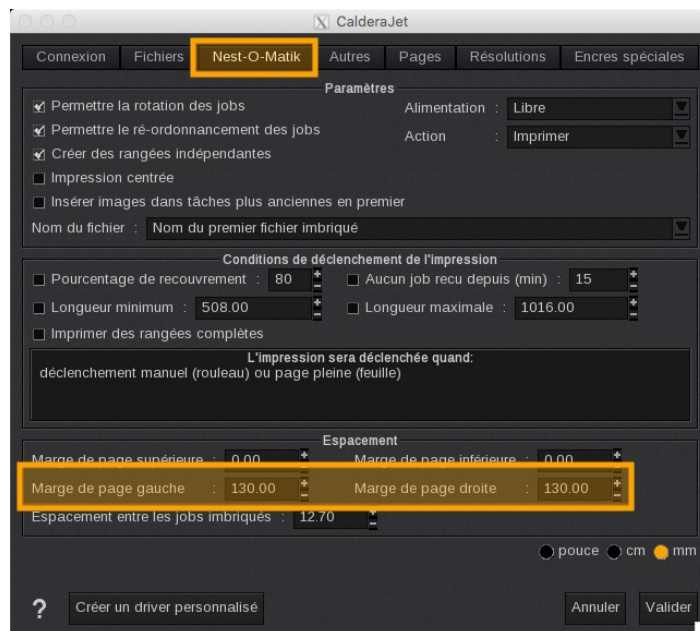 CalderaJet
Connexion Fichiers Nest-O-Matik Autres Pages Résolutions Encres spéciales
Paramètres
Permettre la rotation des jobs Alimentation : Libre
Permettre le ré-ordonnancement des jobs Action : Imprimer
Créer des rangées indépendantes
Impression centrée
Insérer images dans tâches plus anciennes en premier
Nom du fichier : Nom du premier fichier imbriqué
Conditions de déclenchement de l'impression
Pourcentage de recouvrement : 80 Aucun job recu depuis (min) : 15
Longueur minimum : 508.00 Longueur maximale : 1016.00
Imprimer des rangées complètes
L'impression sera déclenchée quand:
déclenchement manuel (rouleau) ou page pleine (feuille)
Espacement
Marge de page supérieure : 0.00 Marge de page inférieure : 0.00
Marge de page gauche : 130.00 Marge de page droite : 130.00
Espacement entre les jobs imbriqués : 12.70
pouce cm mm
? Créer un driver personnalisé Annuler Valider